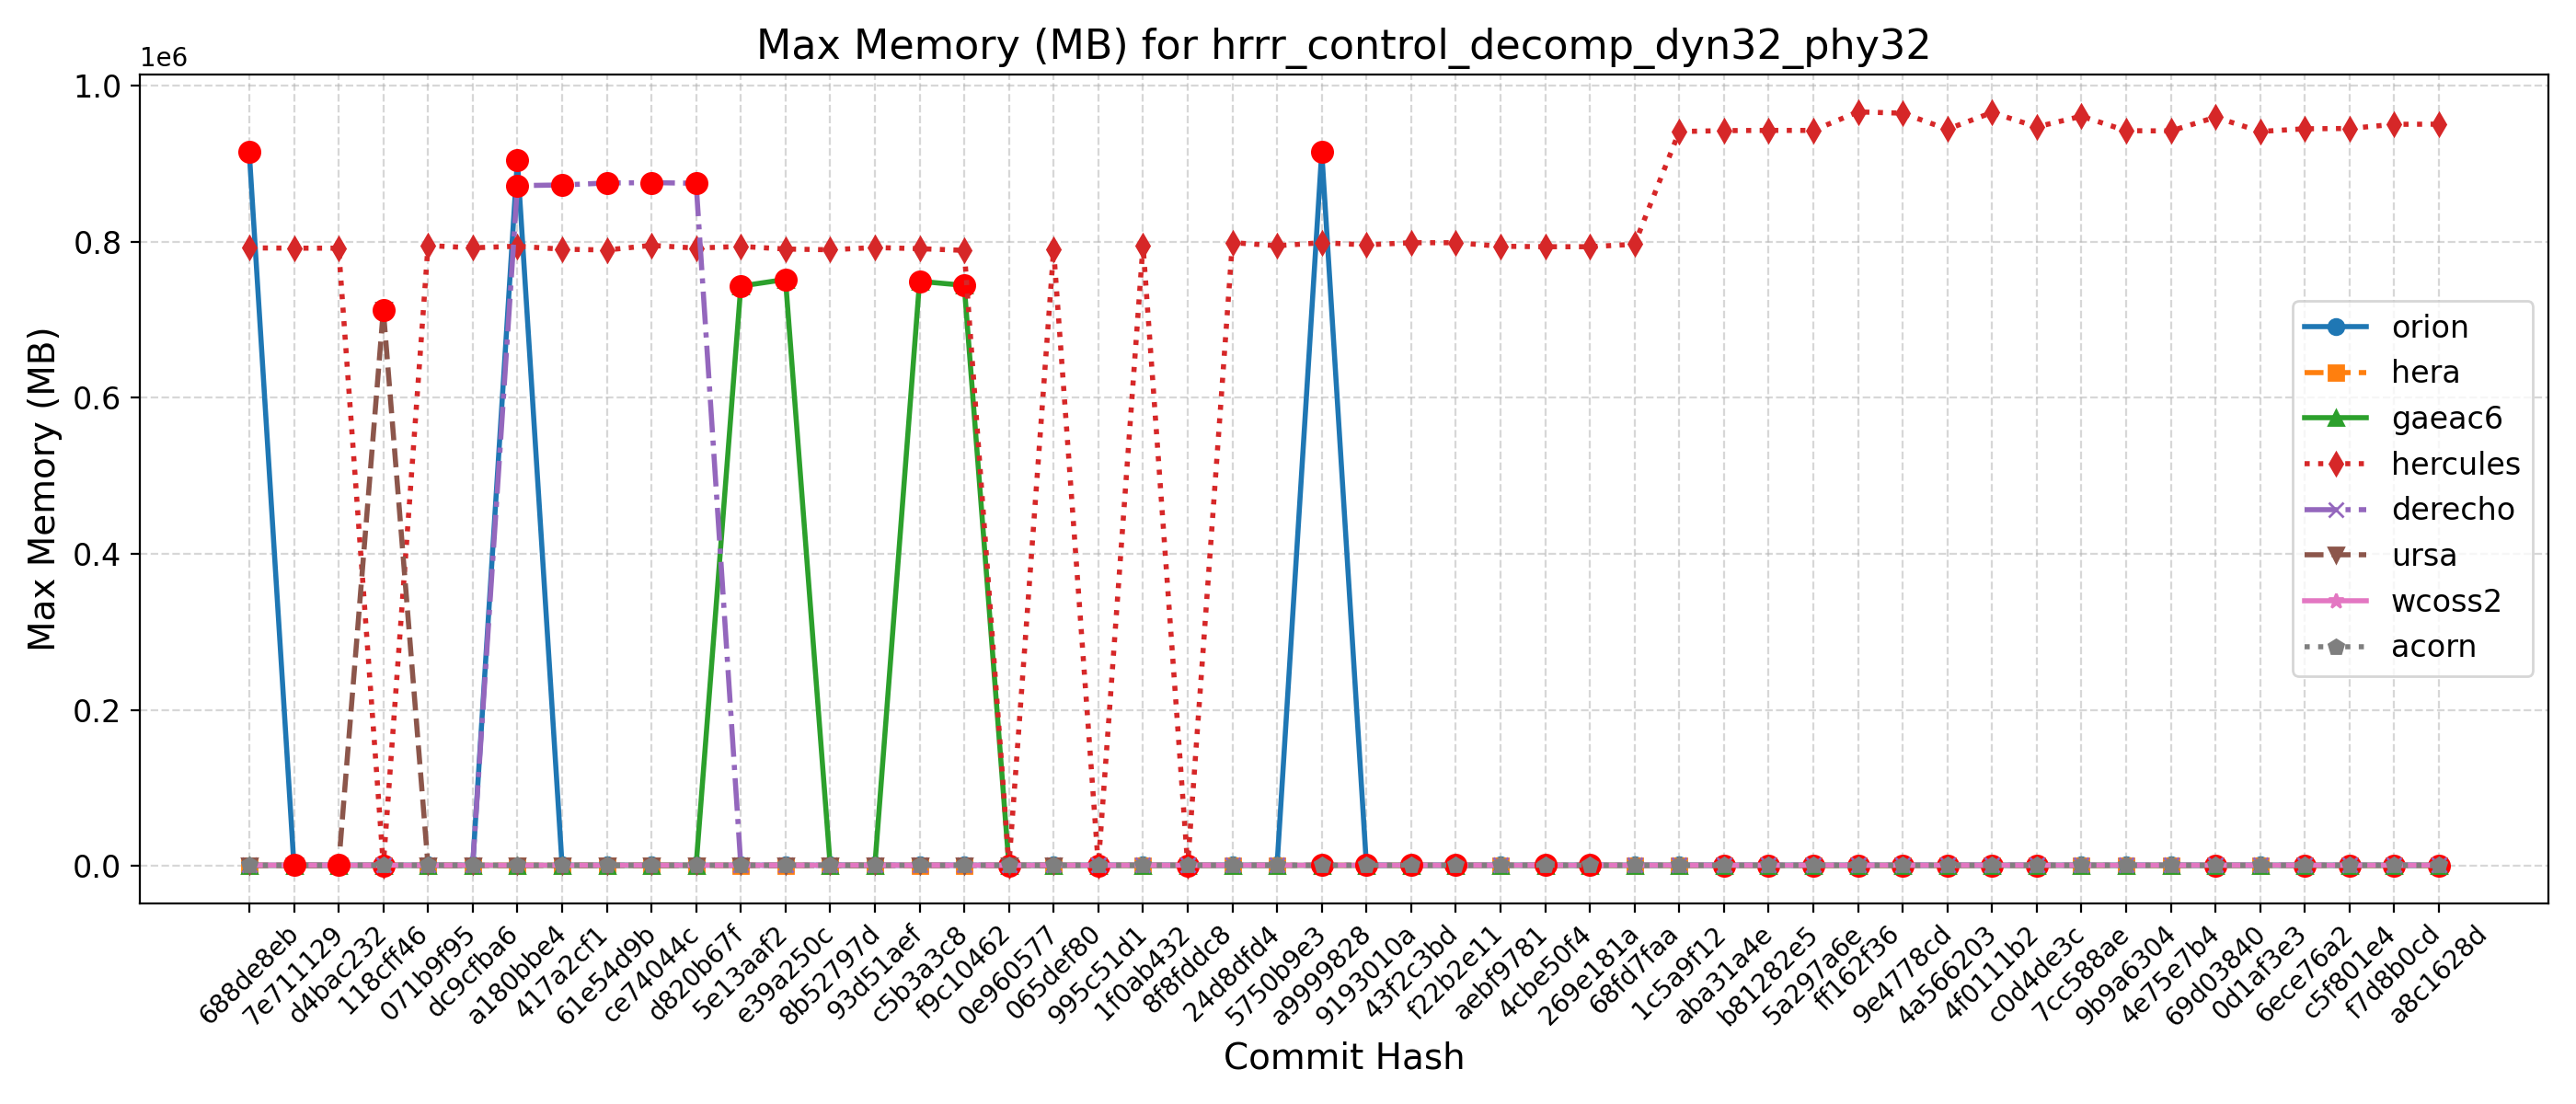 Max Memory (MB) for hrrr_control_decomp_dyn32_phy32
1e6
1.0
0.8
0.6
0.4
0.2
0.0
Max Memory (MB)
orion
hera
gaeac6
hercules
derecho
ursa
wcoss2
acorn
688de8eb
7e711129
d4bac232
118cff46
071b9f95
dc9cfba6
a180bbe4
417a2cf1
61e54d9b
ce74044c
d820b67f
5e13aaf2
e39a250c
8b52797d
93d51aef
c5b3a3c8
f9c10462
0e960577
065def80
995c51d1
1f0ab432
8f8fddc8
24d8dfd4
5750b9e3
a9999828
9193010a
43f2c3bd
f22b2e11
aebf9781
4cbe50f4
269e181a
68fd7faa
1c5a9f12
aba31a4e
b81282e5
5a297a6e
ff162f36
9e4778cd
4a566203
4f0111b2
c0d4de3c
7cc588ae
9b9a6304
4e75e7b4
69d03840
0d1af3e3
6ece76a2
c5f801e4
f7d8b0cd
a8c1628d
Commit Hash